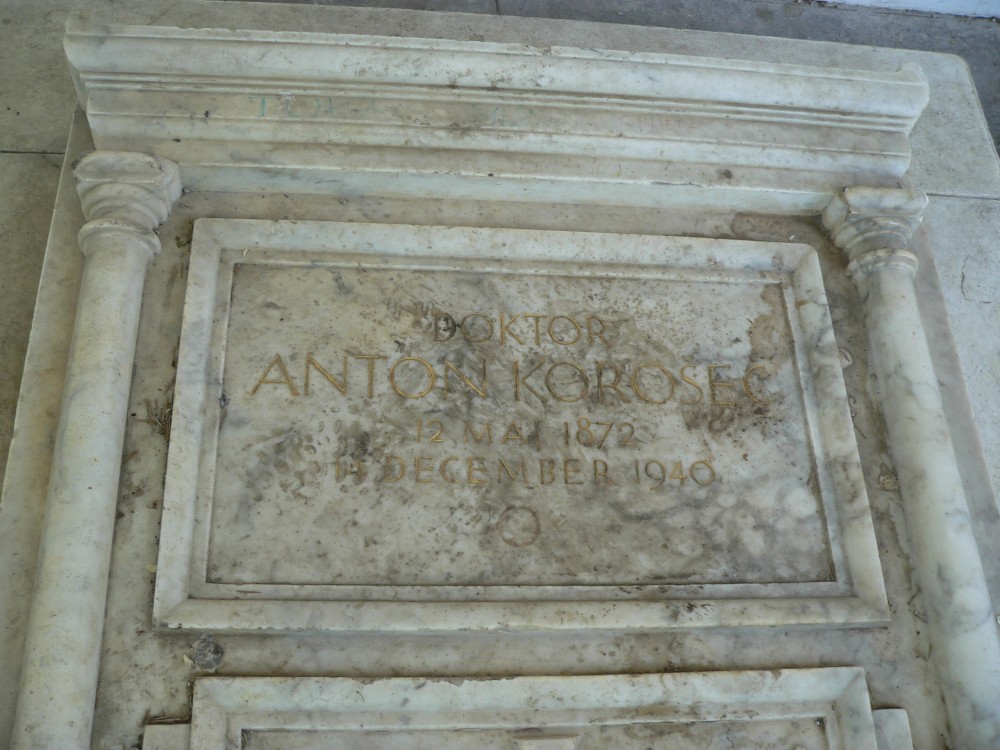 DOKTOR
ANTON KOROSEC
12 MAJ 1872
14 DECEMBER 1940